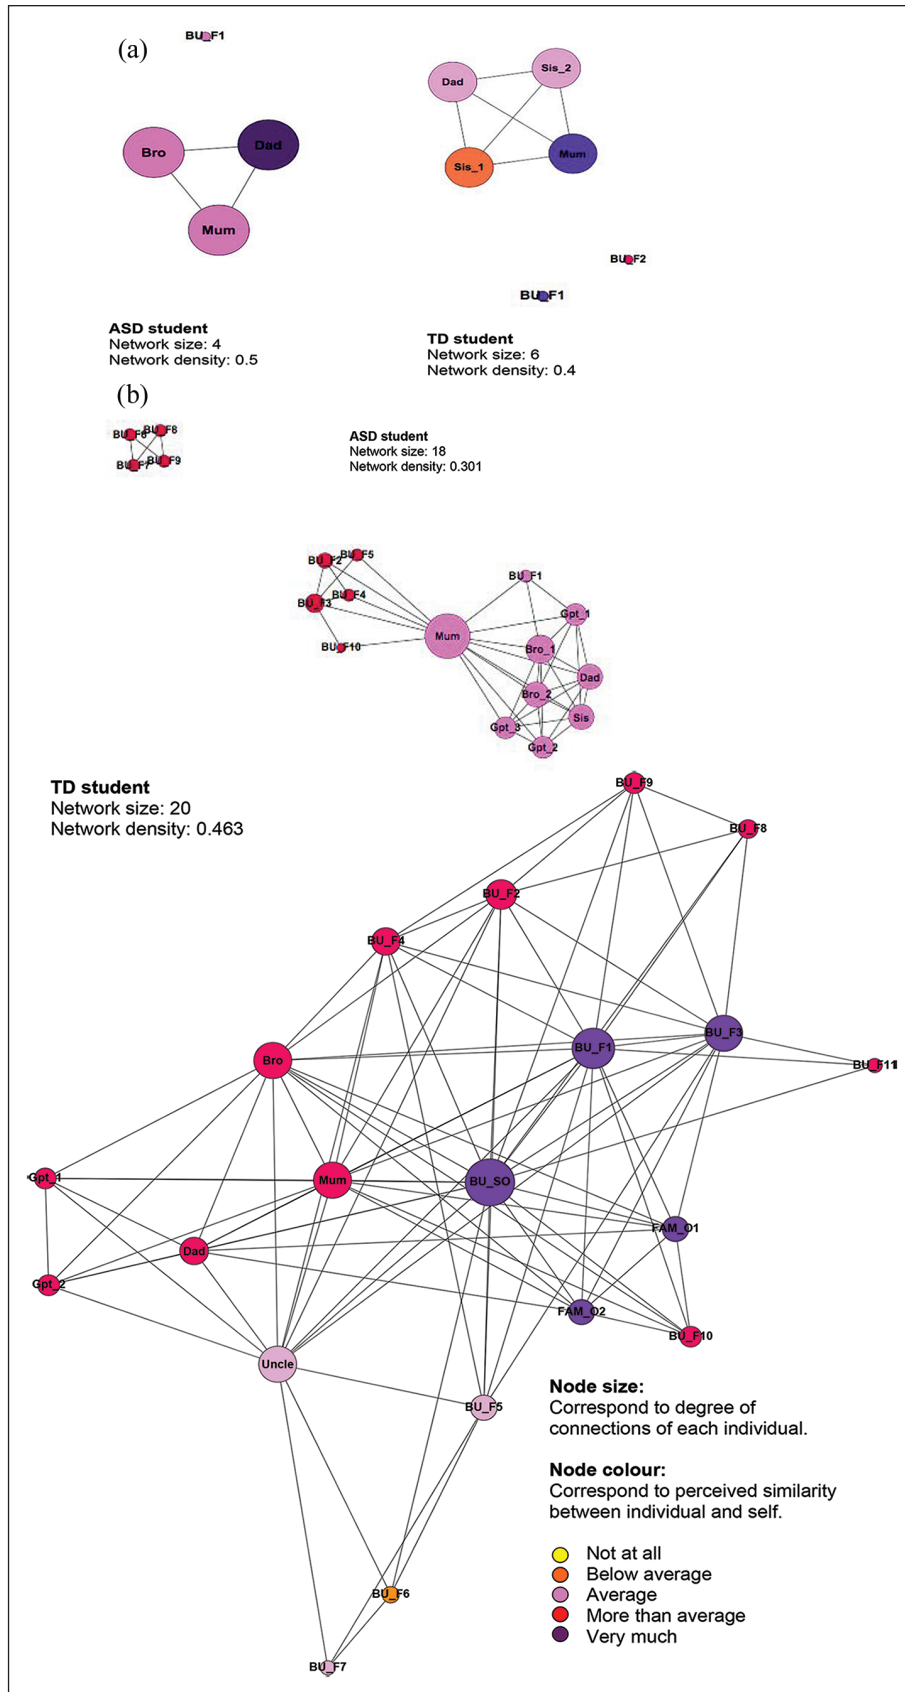 (a)
BU_F1
Dad
Sis_2
Bro
Dad
Sis_1
Mum
Mum
BU_F2
BU_F1
ASD student
Network size: 4
Network density: 0.5
TD student
Network size: 6
Network density: 0.4
(b)
BU_F6
BU_F8
BU_F7
BU_F9
ASD student
Network size: 18
Network density: 0.301
BU_F2
BU_F5
BU_F3
BU_F4
BU_F10
BU_F1
Gpt_1
Mum
Bro_1
Dad
Bro_2
Sis
Gpt_3
Gpt_2
TD student
Network size: 20
Network density: 0.463
BU_F9
BU_F8
BU_F2
BU_F4
BU_F3
BU_F1
Bro
BU_F11
Gpt_1
Mum
BU_SO
FAM_O1
Dad
Gpt_2
FAM_O2
BU_F10
Uncle
BU_F5
BU_F6
BU_F7
Node size:
Correspond to degree of
connections of each individual.
Node colour:
Correspond to perceived similarity
between individual and self.
Not at all
Below average
Average
More than average
Very much